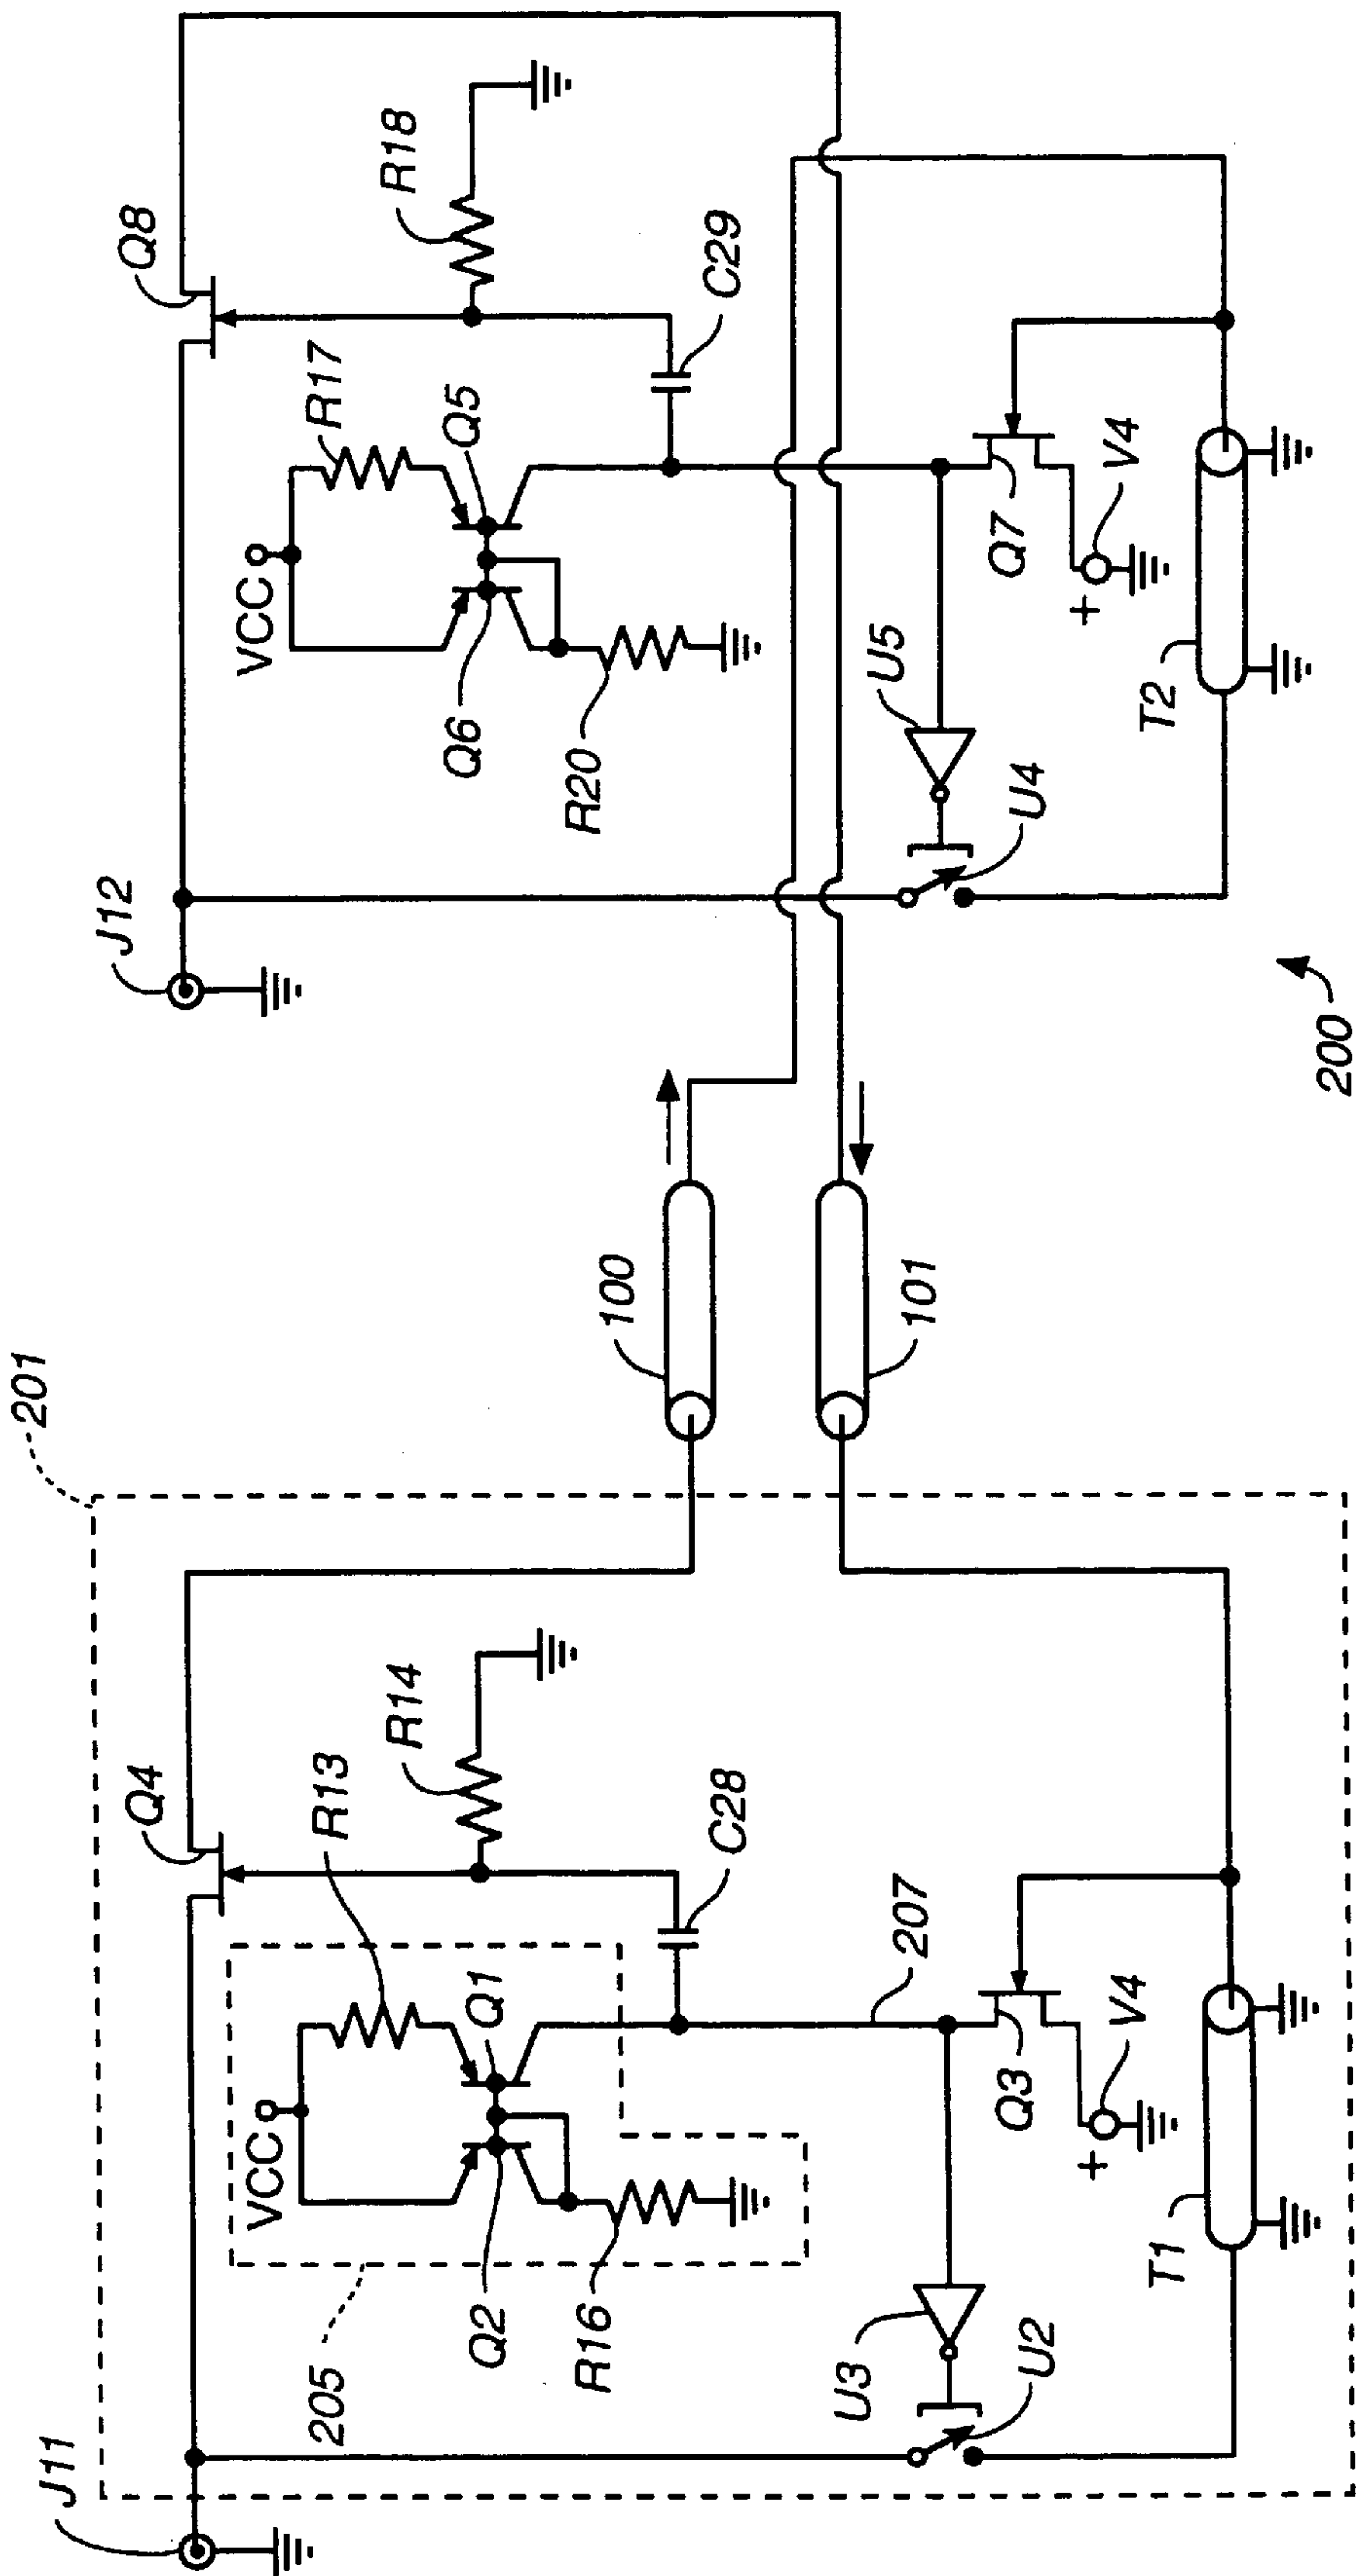 J11
201
Q4
VCC
R13
R14
Q1
Q2
205
R16
C28
207
U3
U2
Q3
V4
+
T1
100
101
J12
Q8
VCC
R17
R18
Q5
Q6
R20
C29
U5
U4
Q7
V4
+
T2
200